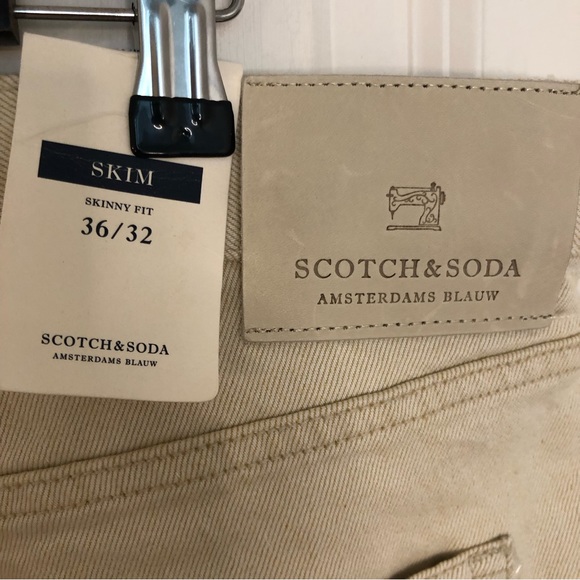 SKIM
SKINNY FIT
36/32
SCOTCH&SODA
AMSTERDAMS BLAUW
SCOTCH&SODA
AMSTERDAMS BLAUW